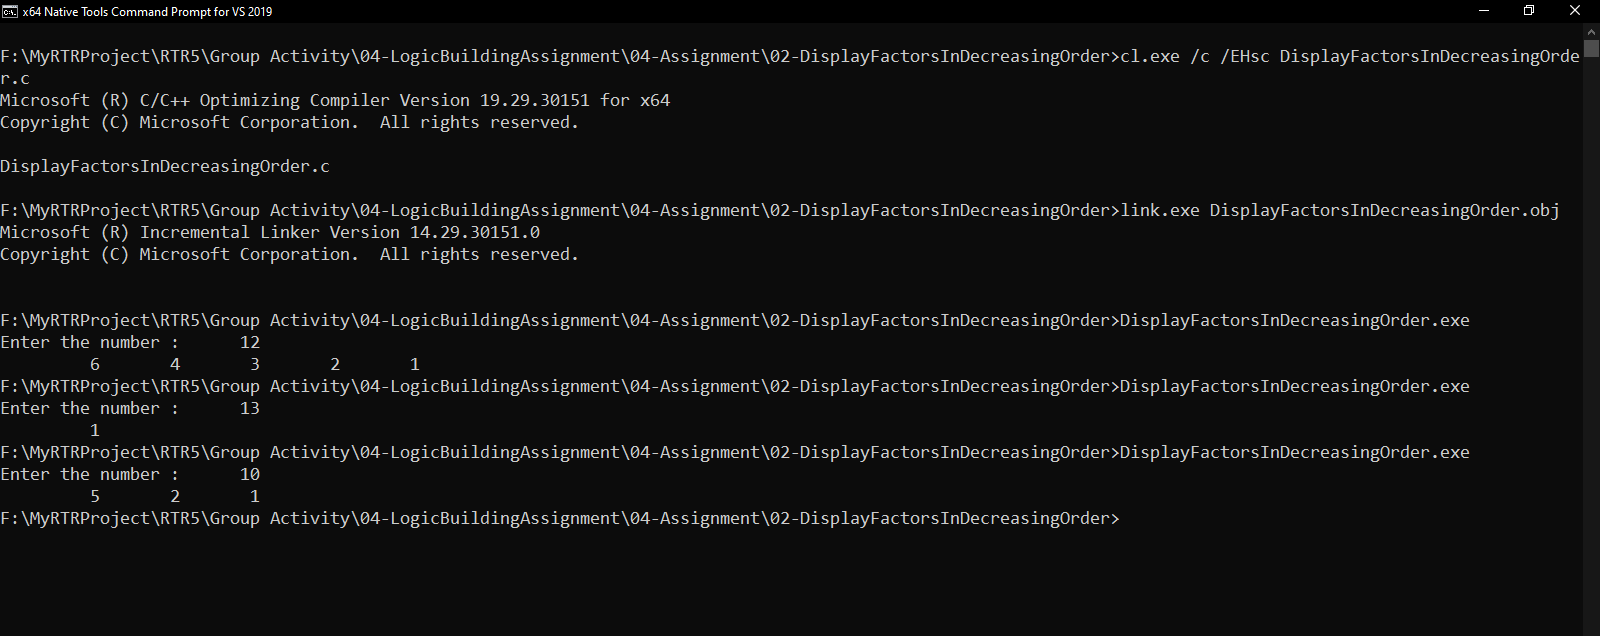 x64 Native Tools Command Prompt for VS 2019
F:\MyRTRProject\RTR5\Group Activity\04-LogicBuildingAssignment\04-Assignment\02-DisplayFactorsInDecreasingOrder>cl.exe /c /EHsc DisplayFactorsInDecreasingOrde
r.c
Microsoft (R) C/C++ Optimizing Compiler Version 19.29.30151 for x64
Copyright (C) Microsoft Corporation.  All rights reserved.
DisplayFactorsInDecreasingOrder.c
F:\MyRTRProject\RTR5\Group Activity\04-LogicBuildingAssignment\04-Assignment\02-DisplayFactorsInDecreasingOrder>link.exe DisplayFactorsInDecreasingOrder.obj
Microsoft (R) Incremental Linker Version 14.29.30151.0
Copyright (C) Microsoft Corporation.  All rights reserved.
F:\MyRTRProject\RTR5\Group Activity\04-LogicBuildingAssignment\04-Assignment\02-DisplayFactorsInDecreasingOrder>DisplayFactorsInDecreasingOrder.exe
Enter the number :      12
         6       4       3       2       1
F:\MyRTRProject\RTR5\Group Activity\04-LogicBuildingAssignment\04-Assignment\02-DisplayFactorsInDecreasingOrder>DisplayFactorsInDecreasingOrder.exe
Enter the number :      13
         1
F:\MyRTRProject\RTR5\Group Activity\04-LogicBuildingAssignment\04-Assignment\02-DisplayFactorsInDecreasingOrder>DisplayFactorsInDecreasingOrder.exe
Enter the number :      10
         5       2       1
F:\MyRTRProject\RTR5\Group Activity\04-LogicBuildingAssignment\04-Assignment\02-DisplayFactorsInDecreasingOrder>